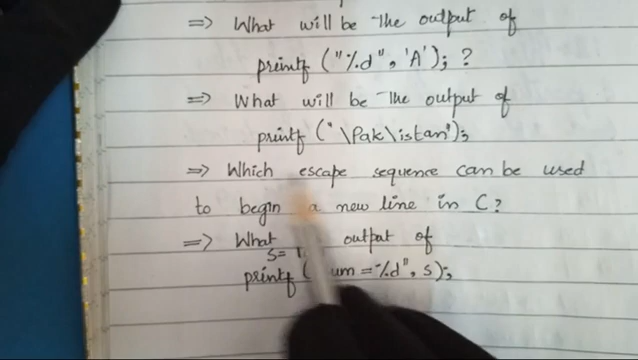 => What will be the output of
printf ("%d", 'A'); ?
=> What will be the output of
printf ("\Pak\istan");
=> Which escape sequence can be used
to begin a new line in C?
=> What output of
s=
printf ( um = %d", s);